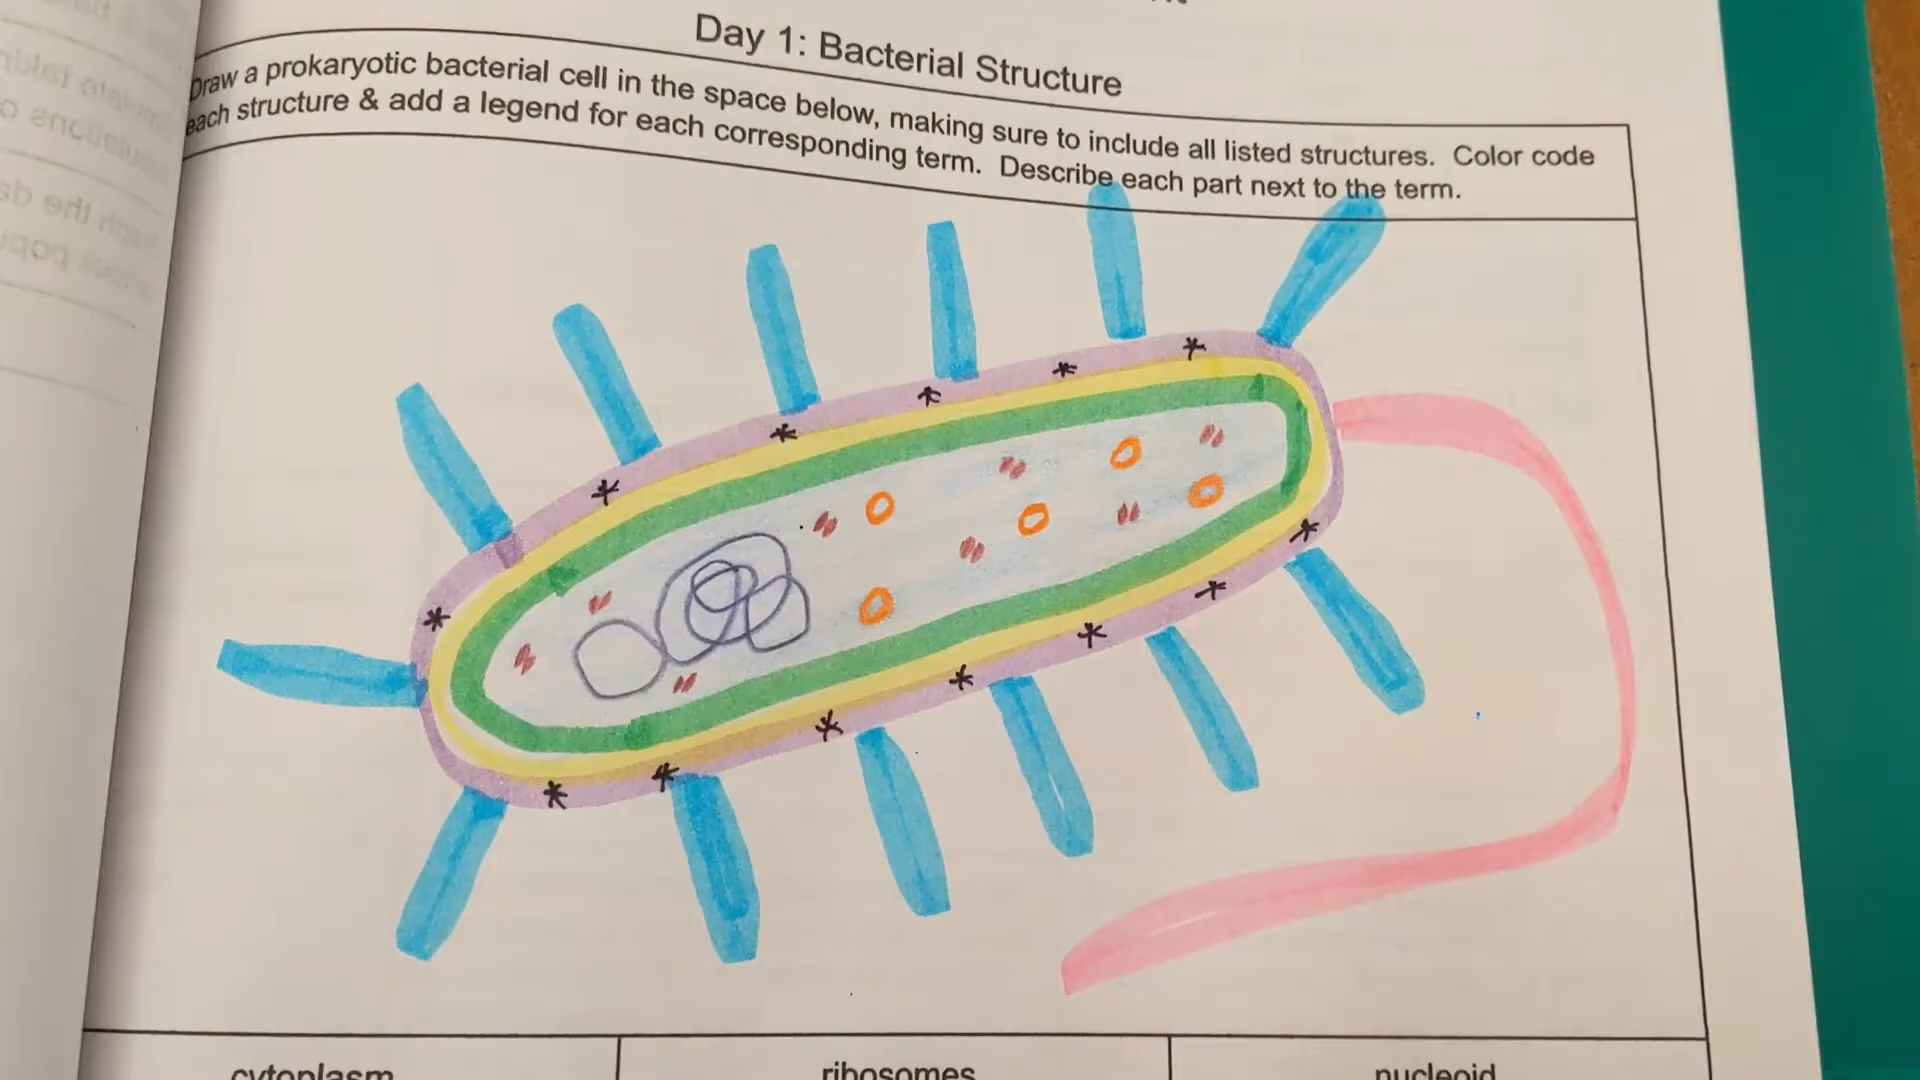 Day 1: Bacterial Structure
Draw a prokaryotic bacterial cell in the space below, making sure to include all listed structures. Color code
each structure & add a legend for each corresponding term. Describe each part next to the term.
cytoplasm
ribosomes
nucleoid